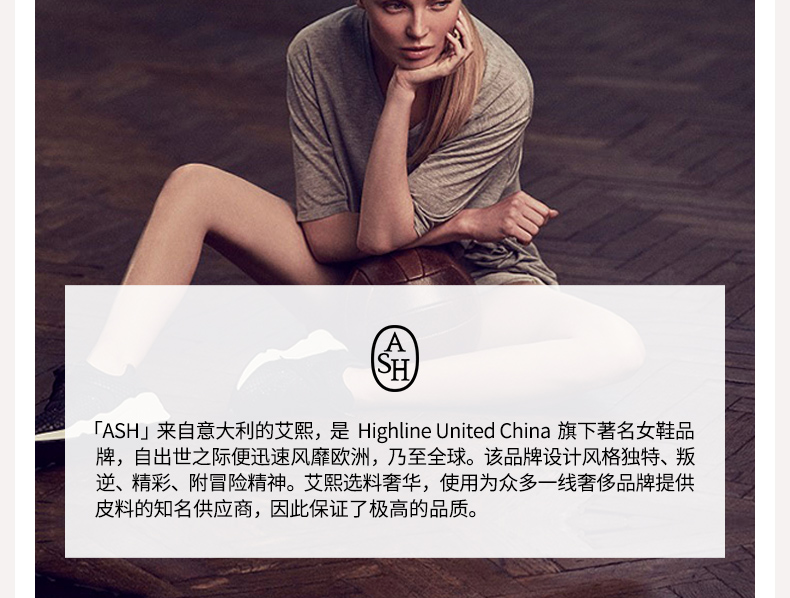 ASH
「ASH」来自意大利的艾熙，是 Highline United China 旗下著名女鞋品
牌，自出世之际便迅速风靡欧洲，乃至全球。该品牌设计风格独特、叛
逆、精彩、附冒险精神。艾熙选料奢华，使用为众多一线奢侈品牌提供
皮料的知名供应商，因此保证了极高的品质。